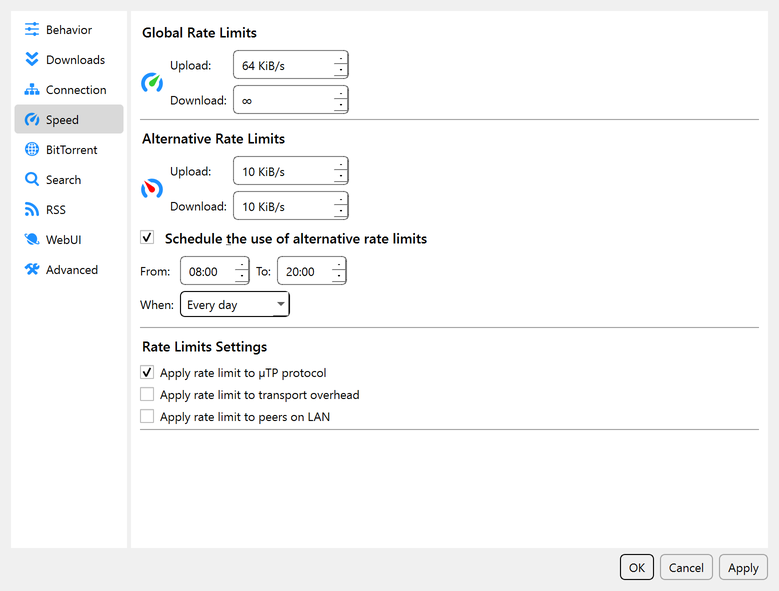 Behavior
Downloads
Connection
Speed
BitTorrent
Search
RSS
WebUI
Advanced
Global Rate Limits
Upload: 64 KiB/s
Download: ∞
Alternative Rate Limits
Upload: 10 KiB/s
Download: 10 KiB/s
Schedule the use of alternative rate limits
From: 08:00 To: 20:00
When: Every day
Rate Limits Settings
Apply rate limit to µTP protocol
Apply rate limit to transport overhead
Apply rate limit to peers on LAN
OK Cancel Apply